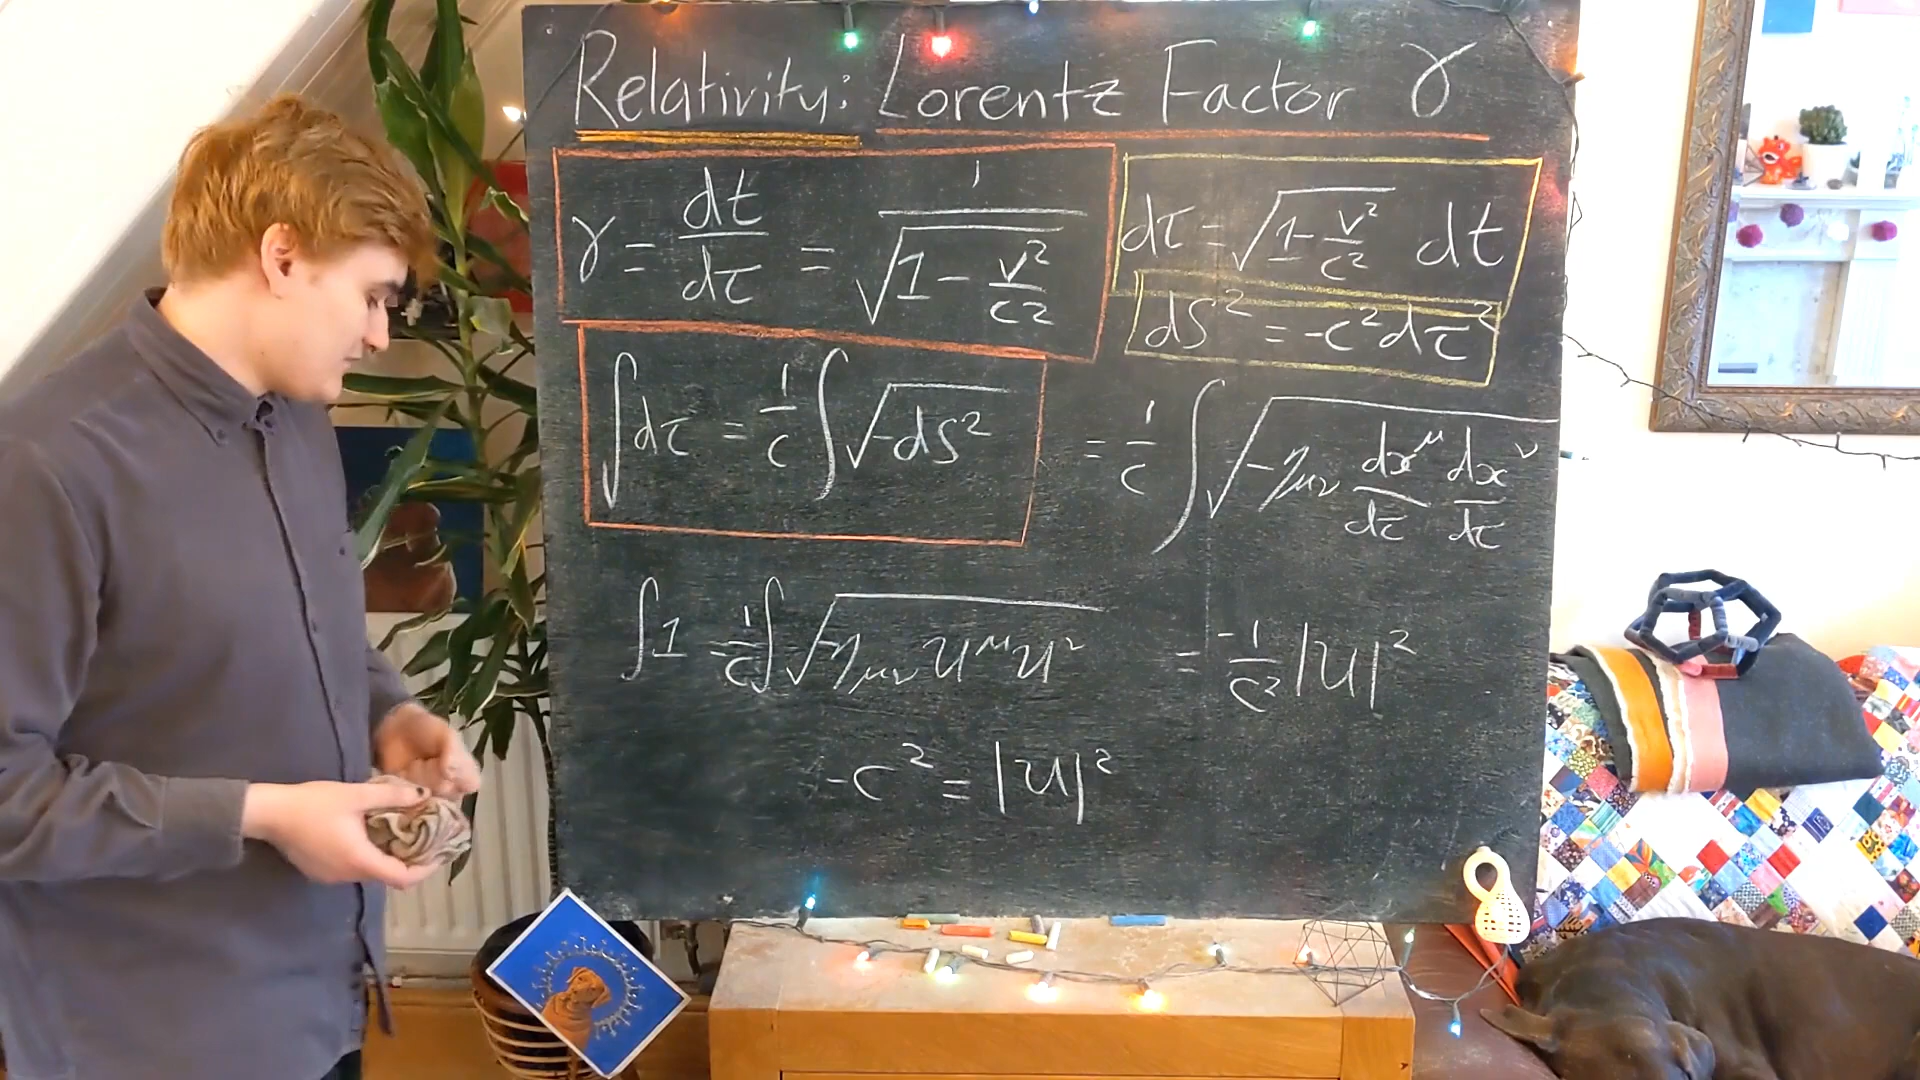 Relativity: Lorentz Factor γ
γ = dt/dτ = 1/√(1 - v²/c²)
dτ = √(1 - v²/c²) dt
ds² = -c²dτ²
∫dτ = 1/c ∫√(-ds²) = 1/c ∫√(-η_μν dx^μ/dτ dx^ν/dτ)
∫1 = 1/c ∫√(-η_μν U^μ U^ν) = -1/c² |U|²
-c² = |U|²